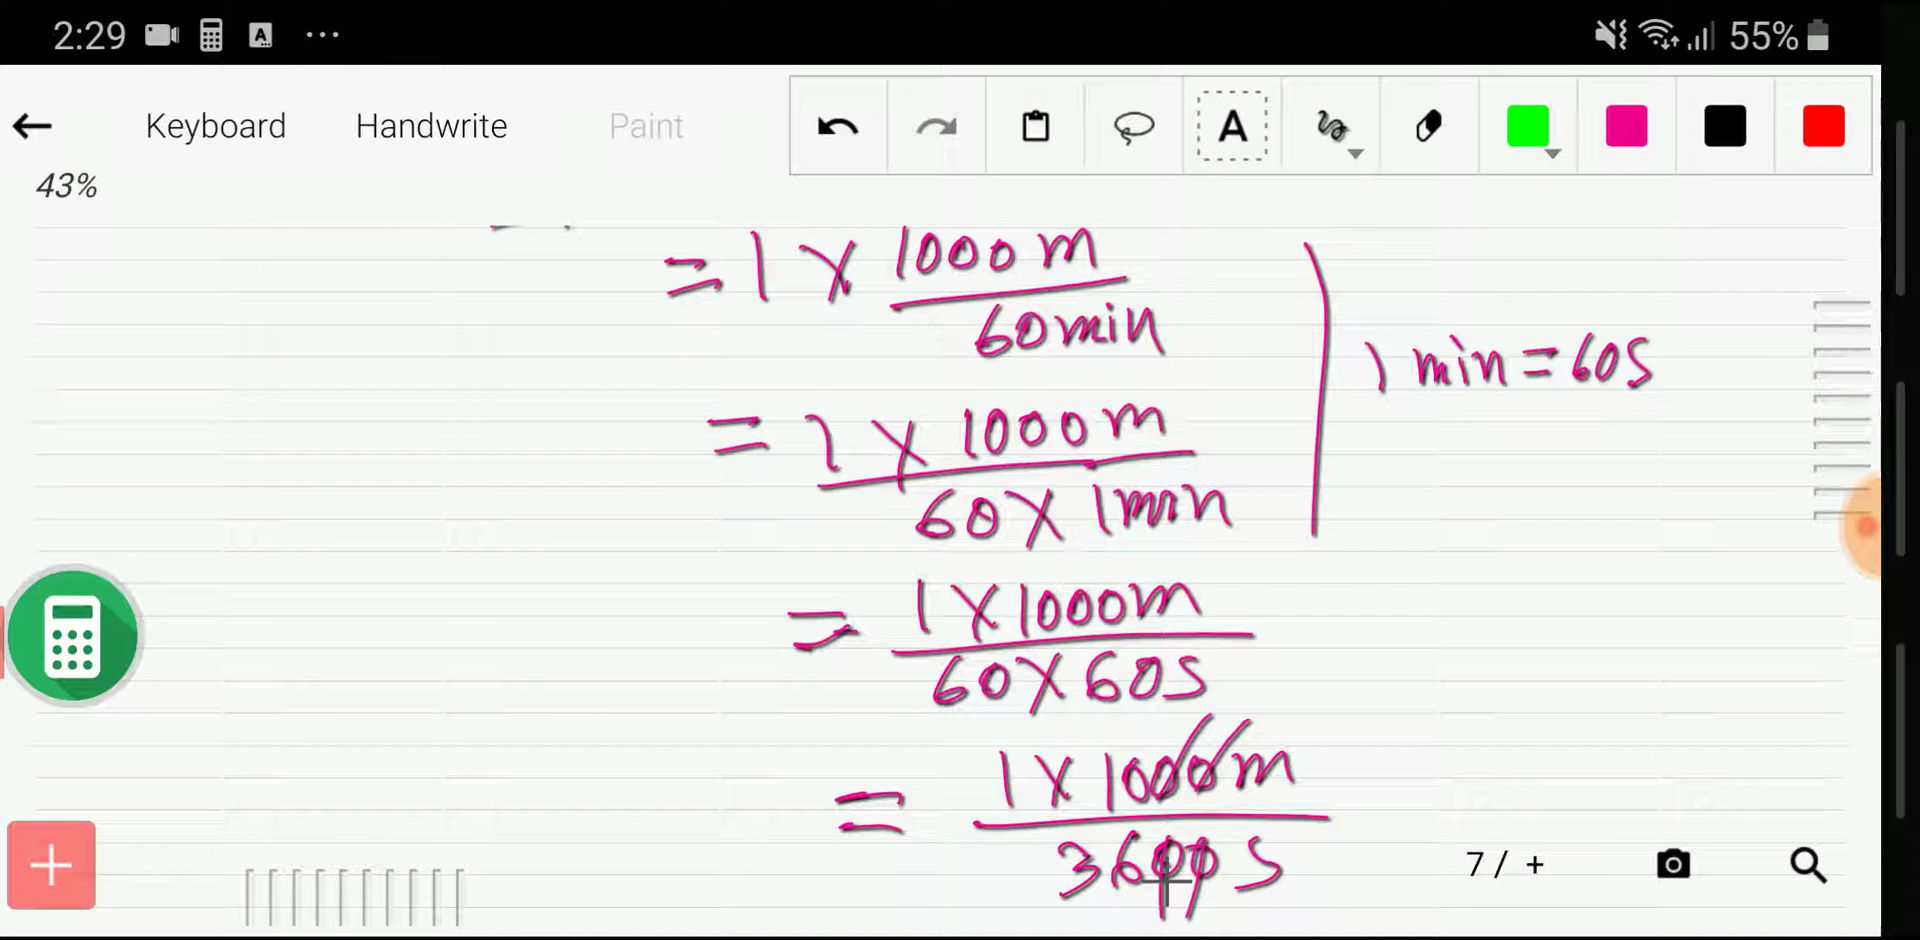 2:29 A ... 55%
Keyboard Handwrite Paint A
43%
= 1 x 1000 m
60 min
1 min = 60 s
= 1 x 1000 m
60 x 1 min
= 1 x 1000 m
60 x 60 s
= 1 x 1000 m
3600 s
7 / +